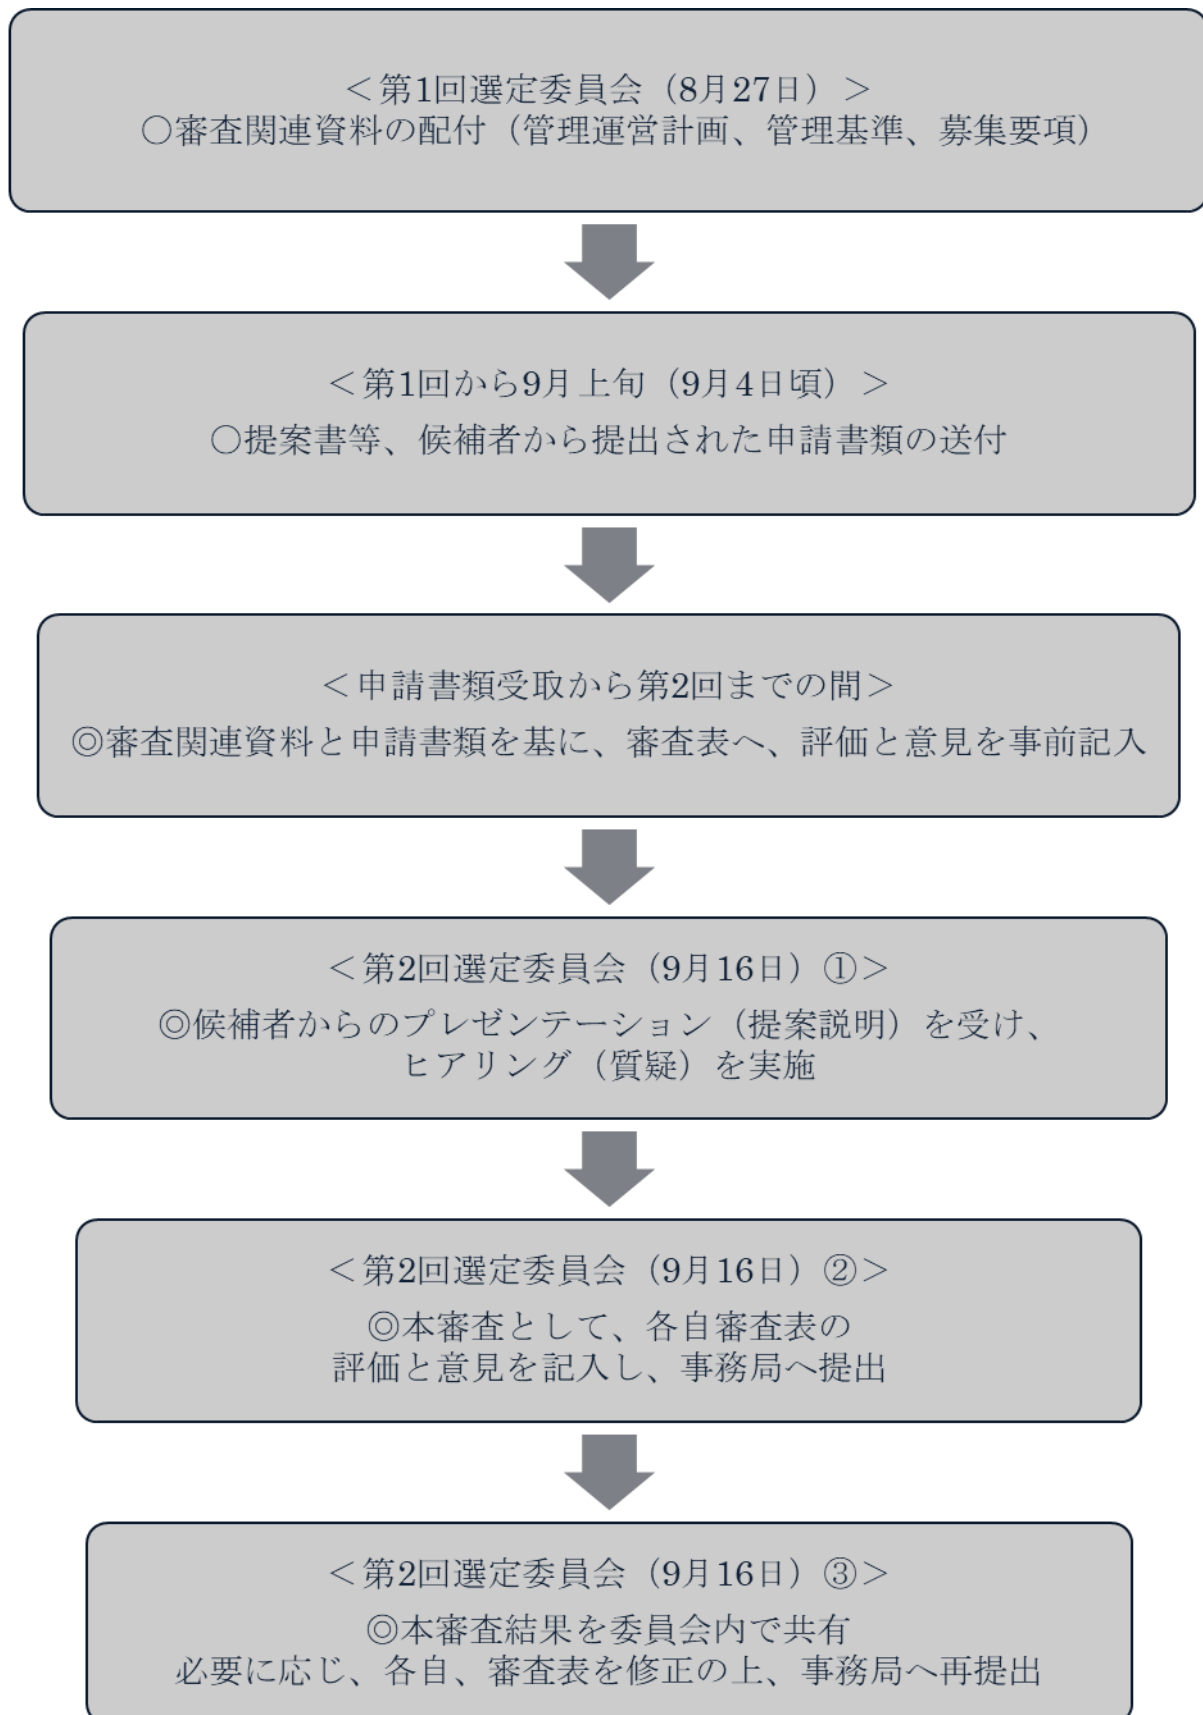 ＜第1回選定委員会（8月27日）＞
○審査関連資料の配付（管理運営計画、管理基準、募集要項）
＜第1回から9月上旬（9月4日頃）＞
○提案書等、候補者から提出された申請書類の送付
＜申請書類受取から第2回までの間＞
◎審査関連資料と申請書類を基に、審査表へ、評価と意見を事前記入
＜第2回選定委員会（9月16日）①＞
◎候補者からのプレゼンテーション（提案説明）を受け、
ヒアリング（質疑）を実施
＜第2回選定委員会（9月16日）②＞
◎本審査として、各自審査表の
評価と意見を記入し、事務局へ提出
＜第2回選定委員会（9月16日）③＞
◎本審査結果を委員会内で共有
必要に応じ、各自、審査表を修正の上、事務局へ再提出